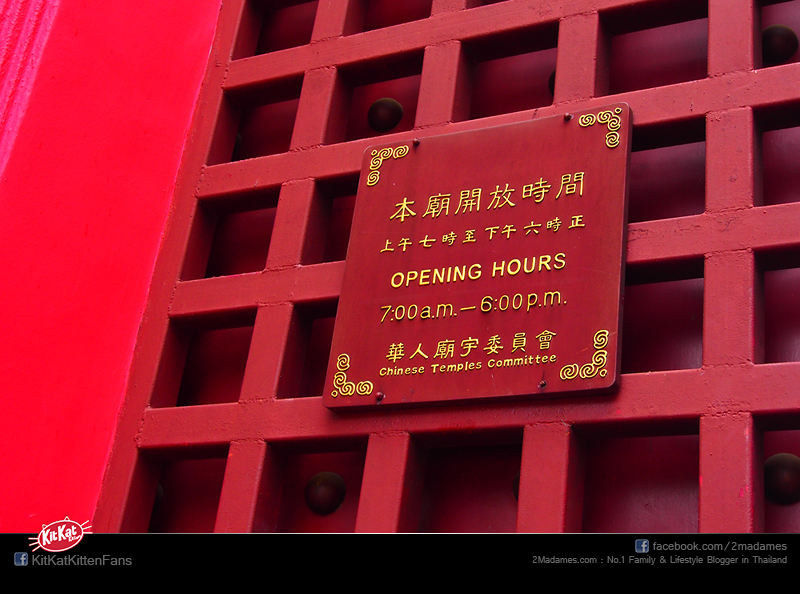 本廟開放時間
上午七時至下午六時正
OPENING HOURS
7:00a.m.–6:00p.m.
華人廟宇委員會
Chinese Temples Committee
KitKat
KitKatKittenFans
facebook.com/2madames
2Madames.com : No.1 Family & Lifestyle Blogger in Thailand